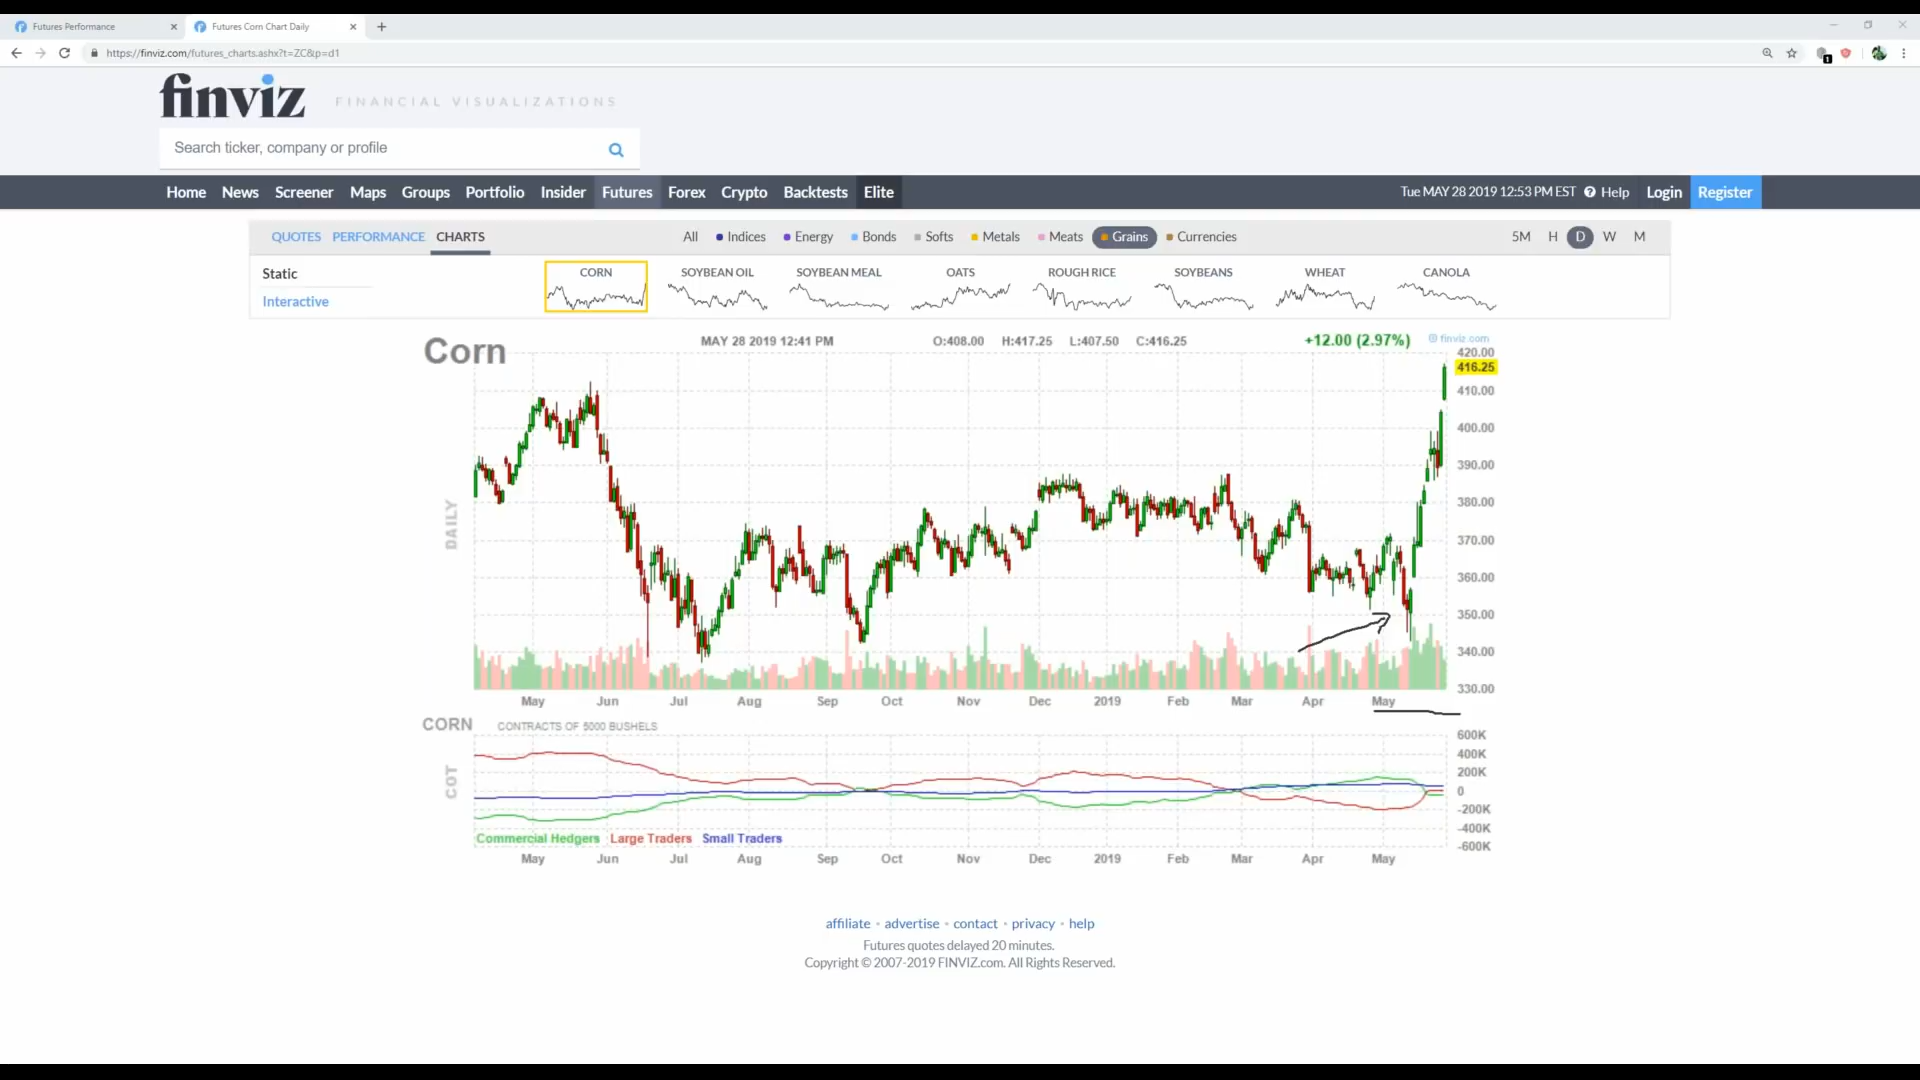 Futures Performance
Futures Corn Chart Daily
https://finviz.com/futures_charts.ashx?t=ZC&p=d1
1
finviz FINANCIAL VISUALIZATIONS
Search ticker, company or profile
Home News Screener Maps Groups Portfolio Insider Futures Forex Crypto Backtests Elite Tue MAY 28 2019 12:53 PM EST Help Login Register
QUOTES PERFORMANCE CHARTS All Indices Energy Bonds Softs Metals Meats Grains Currencies 5M H D W M
Static
Interactive
CORN SOYBEAN OIL SOYBEAN MEAL OATS ROUGH RICE SOYBEANS WHEAT CANOLA
Corn MAY 28 2019 12:41 PM O:408.00 H:417.25 L:407.50 C:416.25 +12.00 (2.97%) © finviz.com
420.00
416.25
410.00
400.00
390.00
380.00
370.00
360.00
350.00
340.00
330.00
DAILY
May Jun Jul Aug Sep Oct Nov Dec 2019 Feb Mar Apr May
CORN CONTRACTS OF 5000 BUSHELS
600K
400K
200K
0
-200K
-400K
-600K
COT
Commercial Hedgers Large Traders Small Traders
May Jun Jul Aug Sep Oct Nov Dec 2019 Feb Mar Apr May
affiliate • advertise • contact • privacy • help
Futures quotes delayed 20 minutes.
Copyright © 2007-2019 FINVIZ.com. All Rights Reserved.